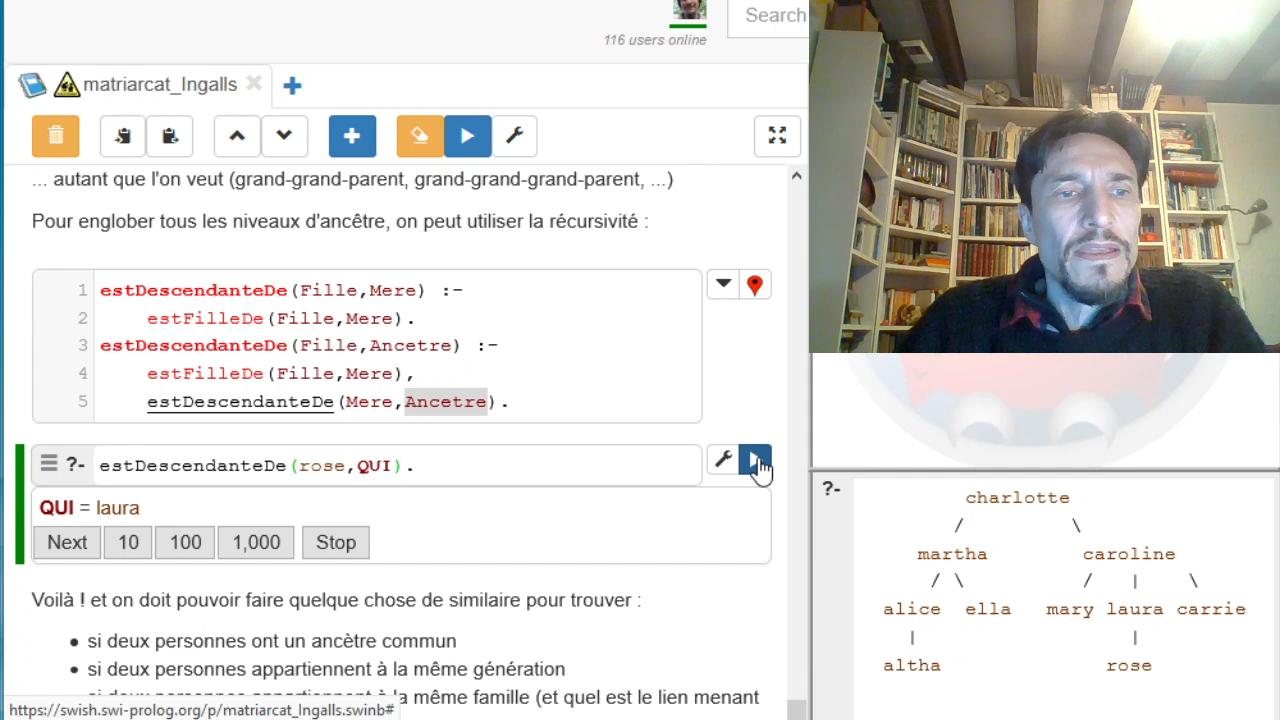 116 users online
Search
matriarcat_Ingalls
... autant que l'on veut (grand-grand-parent, grand-grand-grand-parent, ...)
Pour englober tous les niveaux d'ancêtre, on peut utiliser la récursivité :
1 estDescendanteDe(Fille,Mere) :-
2 estFilleDe(Fille,Mere).
3 estDescendanteDe(Fille,Ancetre) :-
4 estFilleDe(Fille,Mere),
5 estDescendanteDe(Mere,Ancetre).
?- estDescendanteDe(rose,QUI).
QUI = laura
Next 10 100 1,000 Stop
Voilà ! et on doit pouvoir faire quelque chose de similaire pour trouver :
• si deux personnes ont un ancètre commun
• si deux personnes appartiennent à la même génération
• si deux personnes appartiennent à la même famille (et quel est le lien menant
https://swish.swi-prolog.org/p/matriarcat_Ingalls.swinb#
?-
charlotte
/ \
martha caroline
/ \ / | \
alice ella mary laura carrie
| |
altha rose